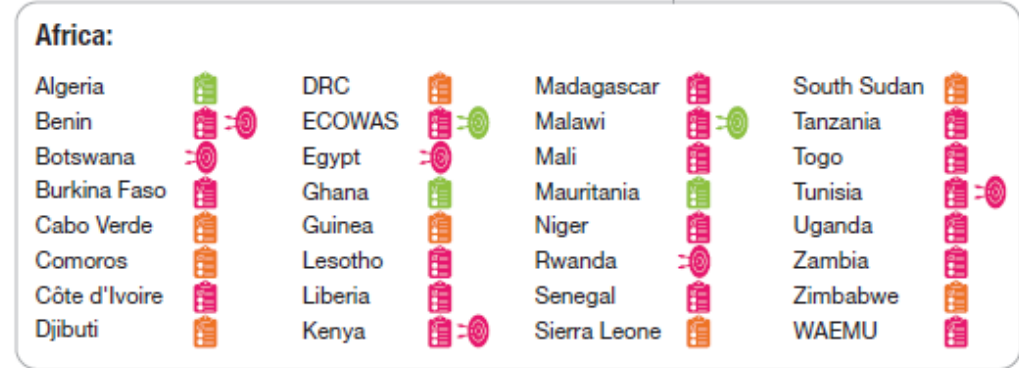 Africa:
Algeria
Benin
Botswana
Burkina Faso
Cabo Verde
Comoros
Côte d'Ivoire
Djibuti
DRC
ECOWAS
Egypt
Ghana
Guinea
Lesotho
Liberia
Kenya
Madagascar
Malawi
Mali
Mauritania
Niger
Rwanda
Senegal
Sierra Leone
South Sudan
Tanzania
Togo
Tunisia
Uganda
Zambia
Zimbabwe
WAEMU